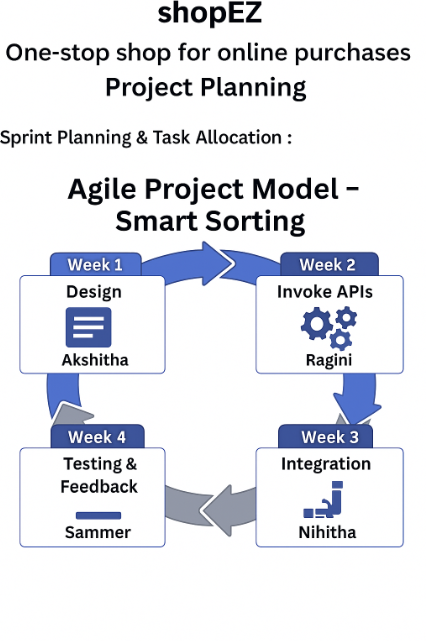 shopEZ
One-stop shop for online purchases
Project Planning
Sprint Planning & Task Allocation :
Agile Project Model –
Smart Sorting
Week 1
Design
Akshitha
Week 2
Invoke APIs
Ragini
Week 3
Integration
Nihitha
Week 4
Testing &
Feedback
Sammer